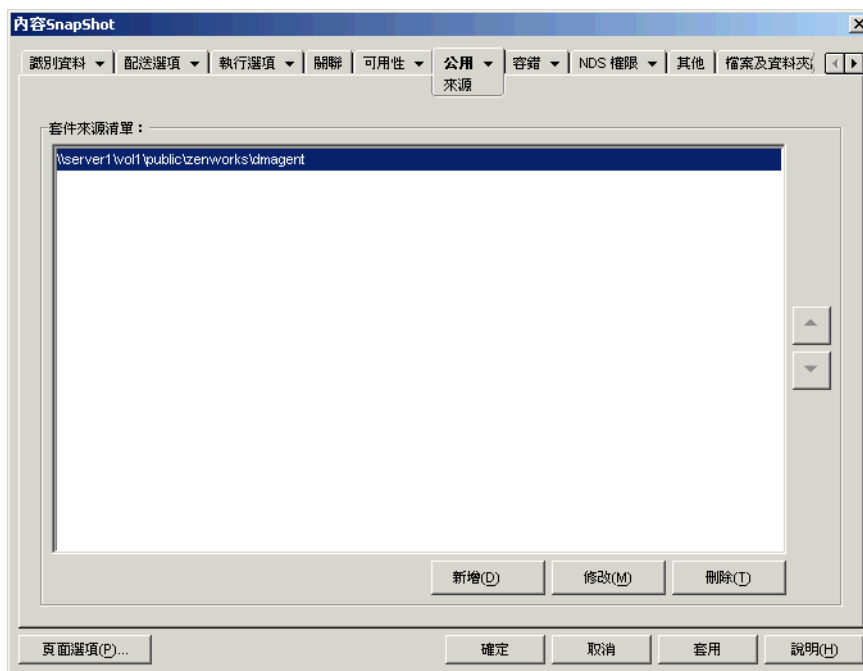 內容SnapShot
識別資料 配送選項 執行選項 關聯 可用性 公用 容錯 NDS 權限 其他 檔案及資料夾
來源
套件來源清單：
\\server1\vol1\public\zenworks\dmagent
新增(D) 修改(M) 刪除(T)
頁面選項(P)... 確定 取消 套用 說明(H)